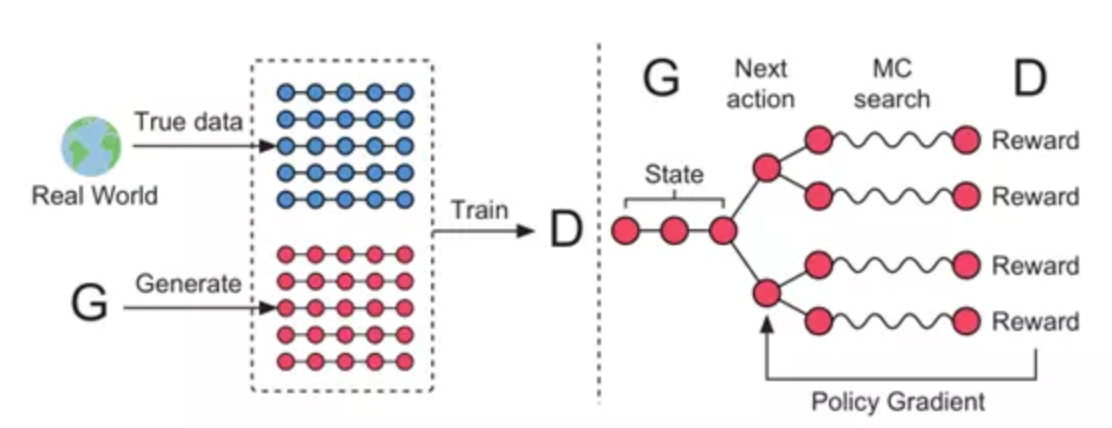 True data
Real World
G
Generate
Train
D
G
Next
action
MC
search
D
State
Reward
Reward
Reward
Reward
Policy Gradient